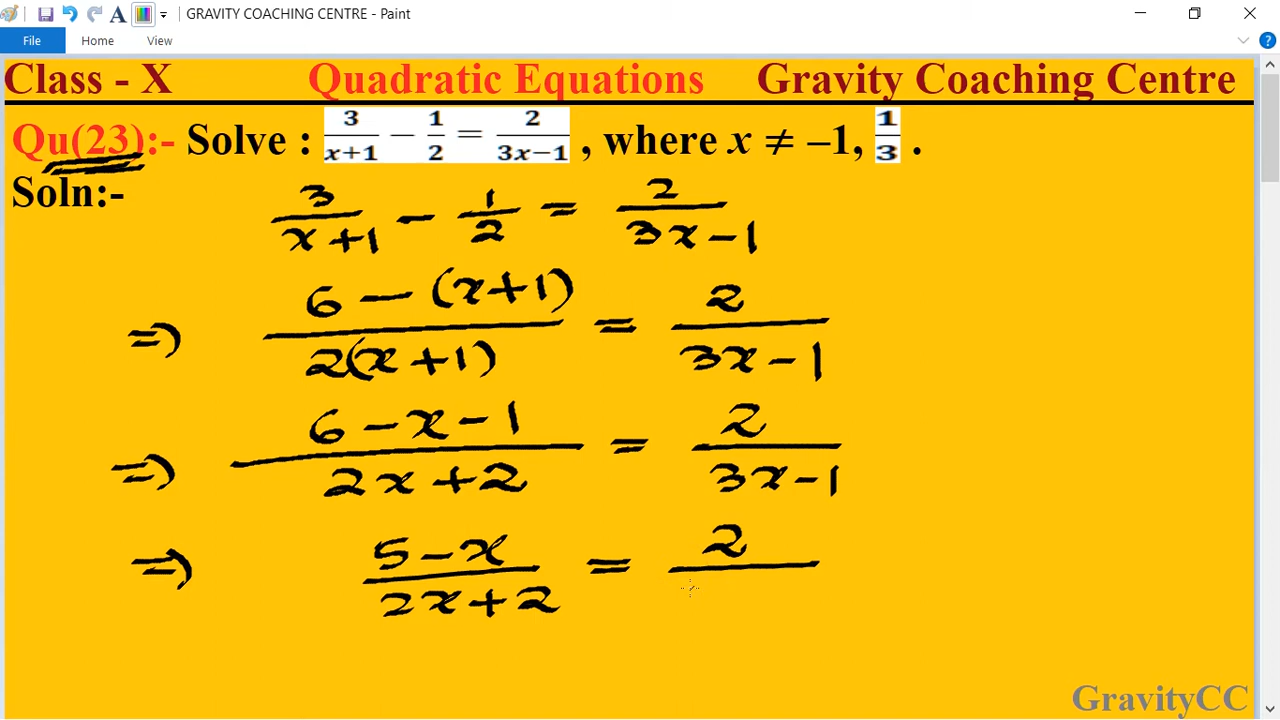 GRAVITY COACHING CENTRE - Paint
File Home View
Class - X Quadratic Equations Gravity Coaching Centre
Qu(23):- Solve : 3/(x+1) − 1/2 = 2/(3x−1) , where x ≠ –1, 1/3 .
Soln:- 3/(x+1) − 1/2 = 2/(3x−1)
⇒ (6 − (x+1))/(2(x+1)) = 2/(3x−1)
⇒ (6 − x − 1)/(2x+2) = 2/(3x−1)
⇒ (5 − x)/(2x+2) = 2/
GravityCC